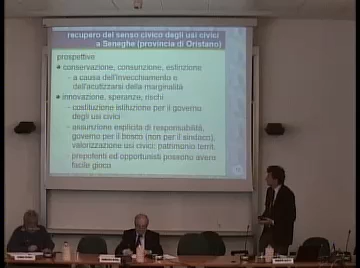 recupero del senso civico degli usi civici
a Seneghe (provincia di Oristano)
prospettive
conservazione, consunzione, estinzione
- a causa dell'invecchiamento e
dell'acutizzarsi della marginalità
innovazione, speranze, rischi
- costituzione istituzione per il governo
degli usi civici
- assunzione esplicita di responsabilità,
governo per il bosco (non per il sindaco),
valorizzazione usi civici: patrimonio territ.
- prepotenti ed opportunisti possono avere
facile gioco